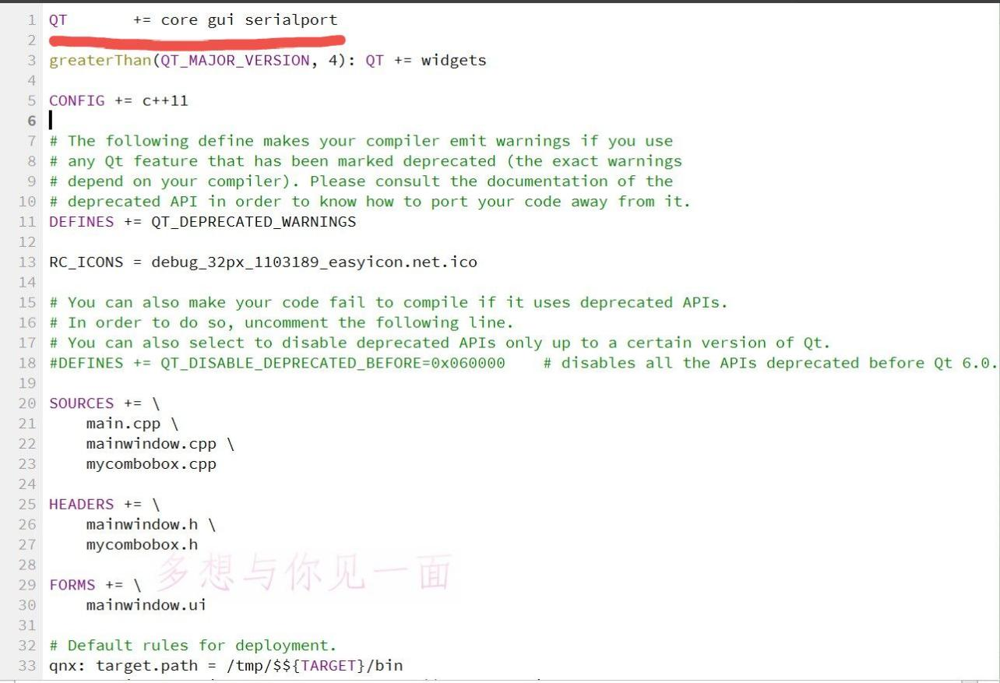 1 QT       += core gui serialport
2
3 greaterThan(QT_MAJOR_VERSION, 4): QT += widgets
4
5 CONFIG += c++11
6
7 # The following define makes your compiler emit warnings if you use
8 # any Qt feature that has been marked deprecated (the exact warnings
9 # depend on your compiler). Please consult the documentation of the
10 # deprecated API in order to know how to port your code away from it.
11 DEFINES += QT_DEPRECATED_WARNINGS
12
13 RC_ICONS = debug_32px_1103189_easyicon.net.ico
14
15 # You can also make your code fail to compile if it uses deprecated APIs.
16 # In order to do so, uncomment the following line.
17 # You can also select to disable deprecated APIs only up to a certain version of Qt.
18 #DEFINES += QT_DISABLE_DEPRECATED_BEFORE=0x060000    # disables all the APIs deprecated before Qt 6.0.
19
20 SOURCES += \
21     main.cpp \
22     mainwindow.cpp \
23     mycombobox.cpp
24
25 HEADERS += \
26     mainwindow.h \
27     mycombobox.h
28
多想与你见一面
29 FORMS += \
30     mainwindow.ui
31
32 # Default rules for deployment.
33 qnx: target.path = /tmp/$${TARGET}/bin